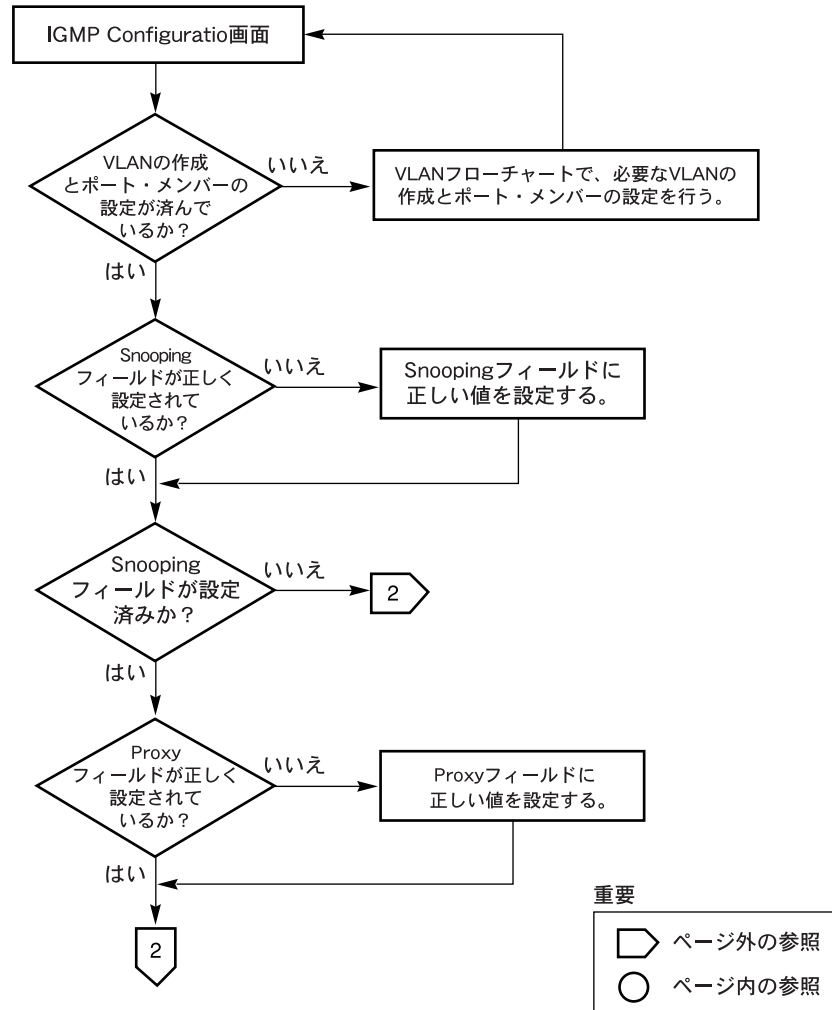 IGMP Configuratio画面
VLANの作成
とポート・メンバーの
設定が済んで
いるか？
いいえ
VLANフローチャートで、必要なVLANの
作成とポート・メンバーの設定を行う。
はい
Snooping
フィールドが正しく
設定されて
いるか？
いいえ
Snoopingフィールドに
正しい値を設定する。
はい
Snooping
フィールドが設定
済みか？
いいえ
2
はい
Proxy
フィールドが正しく
設定されて
いるか？
いいえ
Proxyフィールドに
正しい値を設定する。
はい
2
重要
ページ外の参照
ページ内の参照